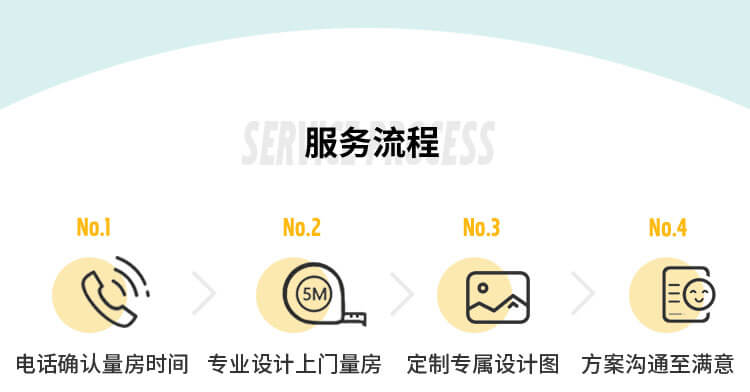 SERVICE PROCESS
服务流程
No.1
No.2
No.3
No.4
5M
电话确认量房时间
专业设计上门量房
定制专属设计图
方案沟通至满意